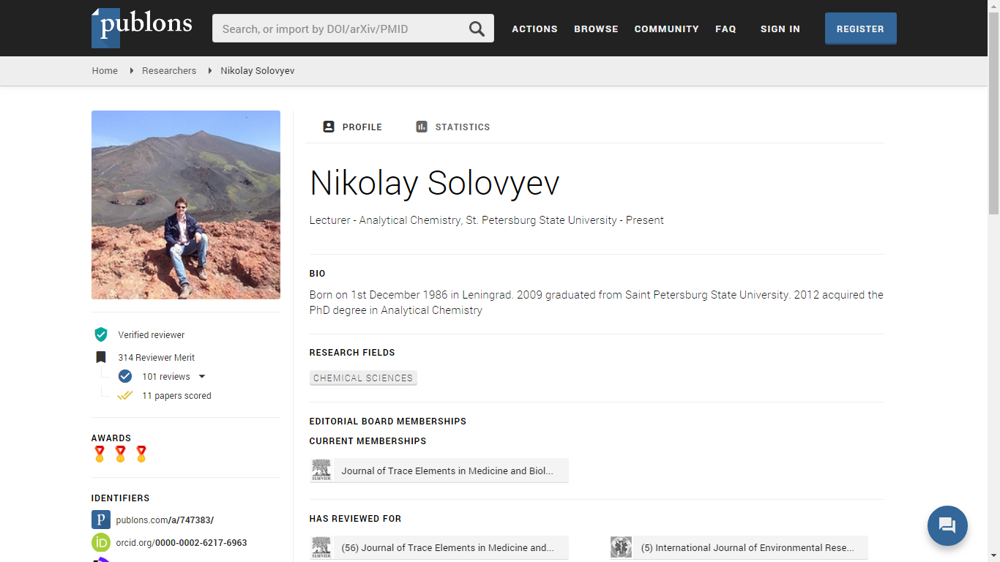 publons
Search, or import by DOI/arXiv/PMID
ACTIONS BROWSE COMMUNITY FAQ SIGN IN REGISTER
Home Researchers Nikolay Solovyev
PROFILE STATISTICS
Nikolay Solovyev
Lecturer - Analytical Chemistry, St. Petersburg State University - Present
BIO
Born on 1st December 1986 in Leningrad. 2009 graduated from Saint Petersburg State University. 2012 acquired the
PhD degree in Analytical Chemistry
Verified reviewer
314 Reviewer Merit
101 reviews
11 papers scored
AWARDS
IDENTIFIERS
p publons.com/a/747383/
iD orcid.org/0000-0002-6217-6963
RESEARCH FIELDS
CHEMICAL SCIENCES
EDITORIAL BOARD MEMBERSHIPS
CURRENT MEMBERSHIPS
ELSEVIER Journal of Trace Elements in Medicine and Biol...
HAS REVIEWED FOR
ELSEVIER (56) Journal of Trace Elements in Medicine and...
(5) International Journal of Environmental Rese...